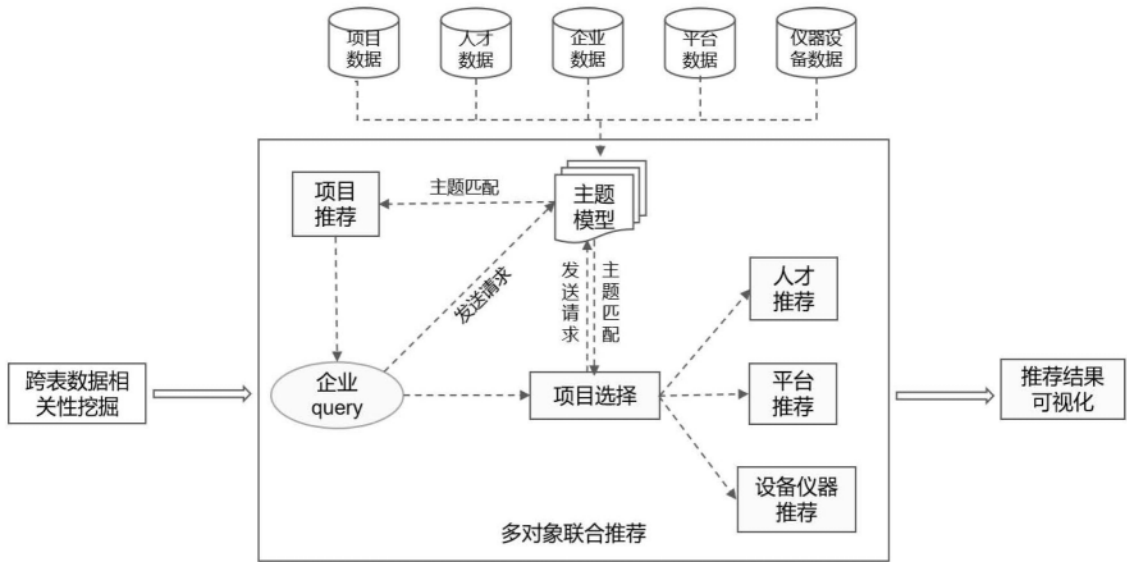 项目
数据
人才
数据
企业
数据
平台
数据
仪器设
备数据
主题
模型
主题匹配
项目
推荐
发送请求
发送请求
主题匹配
人才
推荐
跨表数据相
关性挖掘
企业
query
项目选择
平台
推荐
推荐结果
可视化
设备仪器
推荐
多对象联合推荐